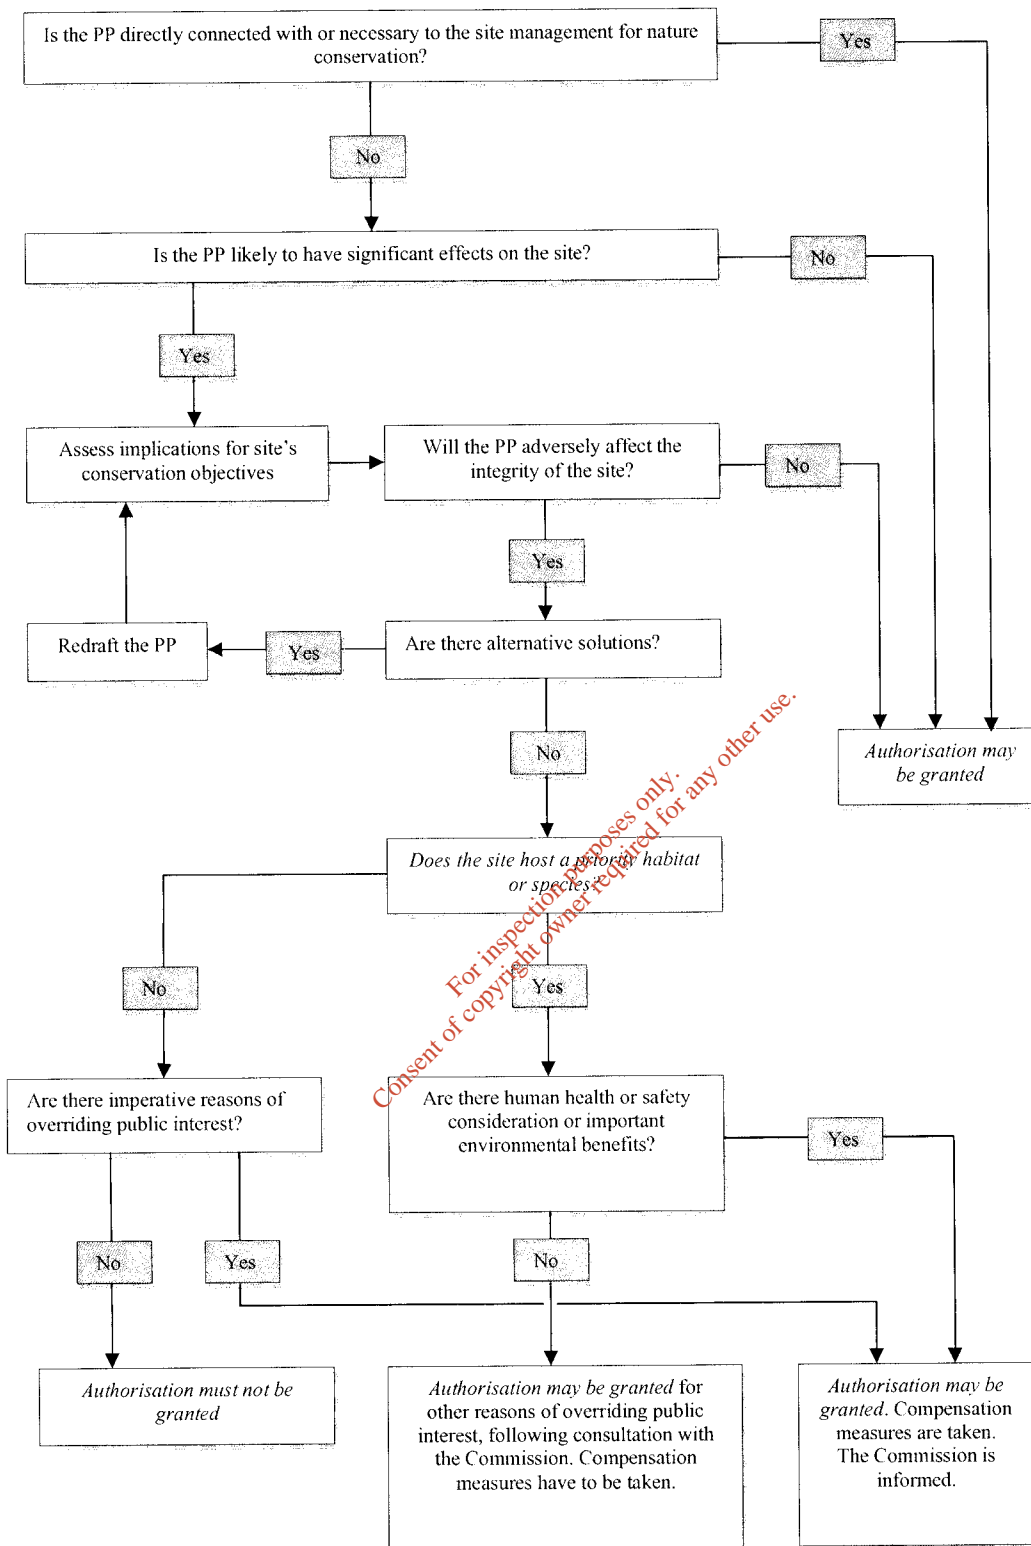 Is the PP directly connected with or necessary to the site management for nature
conservation?
Yes
No
Is the PP likely to have significant effects on the site?
No
Yes
Assess implications for site's
conservation objectives
Will the PP adversely affect the
integrity of the site?
No
Yes
Redraft the PP
Yes
Are there alternative solutions?
No
Authorisation may
be granted
Does the site host a priority habitat
or species?
For inspection purposes only.
Consent of copyright owner required for any other use.
No
Yes
Are there imperative reasons of
overriding public interest?
Are there human health or safety
consideration or important
environmental benefits?
Yes
No
Yes
No
Authorisation must not be
granted
Authorisation may be granted for
other reasons of overriding public
interest, following consultation with
the Commission. Compensation
measures have to be taken.
Authorisation may be
granted. Compensation
measures are taken.
The Commission is
informed.